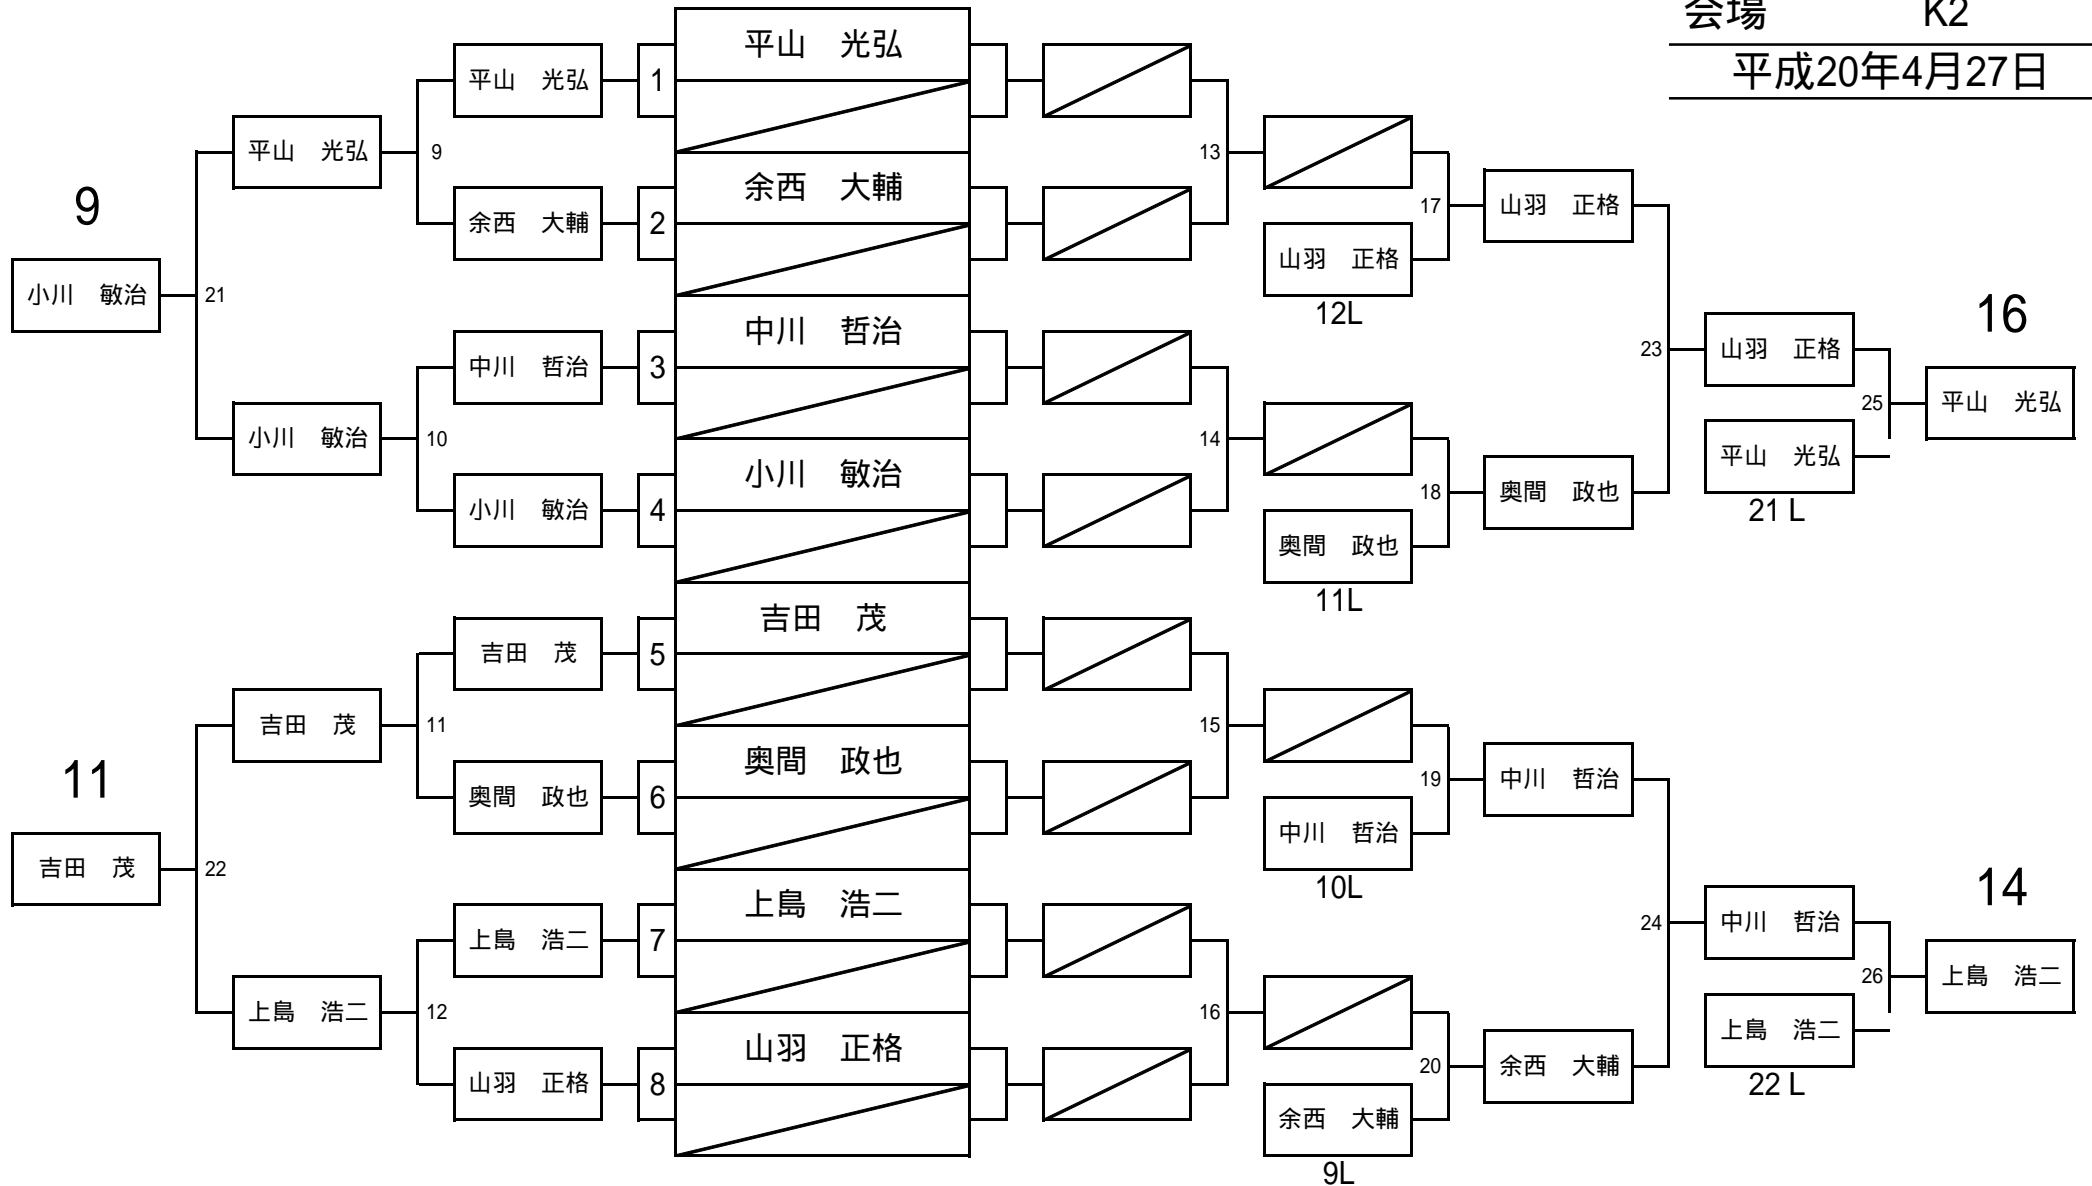 会場 K2
平成20年4月27日
9
小川 敏治
21
平山 光弘
小川 敏治
9
10
平山 光弘
余西 大輔
中川 哲治
小川 敏治
11
吉田 茂
22
吉田 茂
上島 浩二
11
12
吉田 茂
奥間 政也
上島 浩二
山羽 正格
1
平山 光弘
2
余西 大輔
3
中川 哲治
4
小川 敏治
5
吉田 茂
6
奥間 政也
7
上島 浩二
8
山羽 正格
13
14
15
16
17
山羽 正格
12L
18
奥間 政也
11L
19
中川 哲治
10L
20
余西 大輔
9L
山羽 正格
奥間 政也
中川 哲治
余西 大輔
23
山羽 正格
平山 光弘
21 L
25
16
平山 光弘
24
中川 哲治
上島 浩二
22 L
26
14
上島 浩二